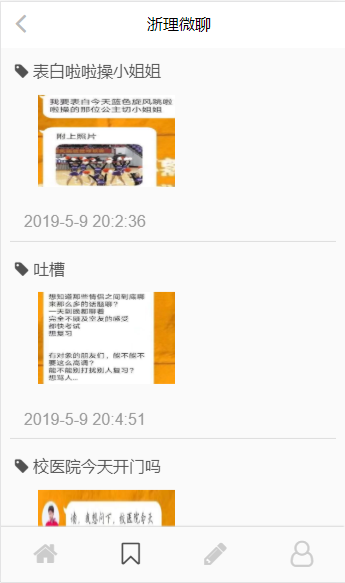 浙理微聊
表白啦啦操小姐姐
我要表白今天蓝色旋风跳啦
啦操的那位公主切小姐姐
附上照片
2019-5-9 20:2:36
吐槽
想知道那些情侣之间到底哪
来那么多的话题聊?
一天到晚都聊着
完全不顾及室友的感受
都快考试
想复习
有对象的朋友们，能不能不
要这么高调?
能不能别打扰别人复习?
想骂人...
2019-5-9 20:4:51
校医院今天开门吗
请，我想问下，校医院今天